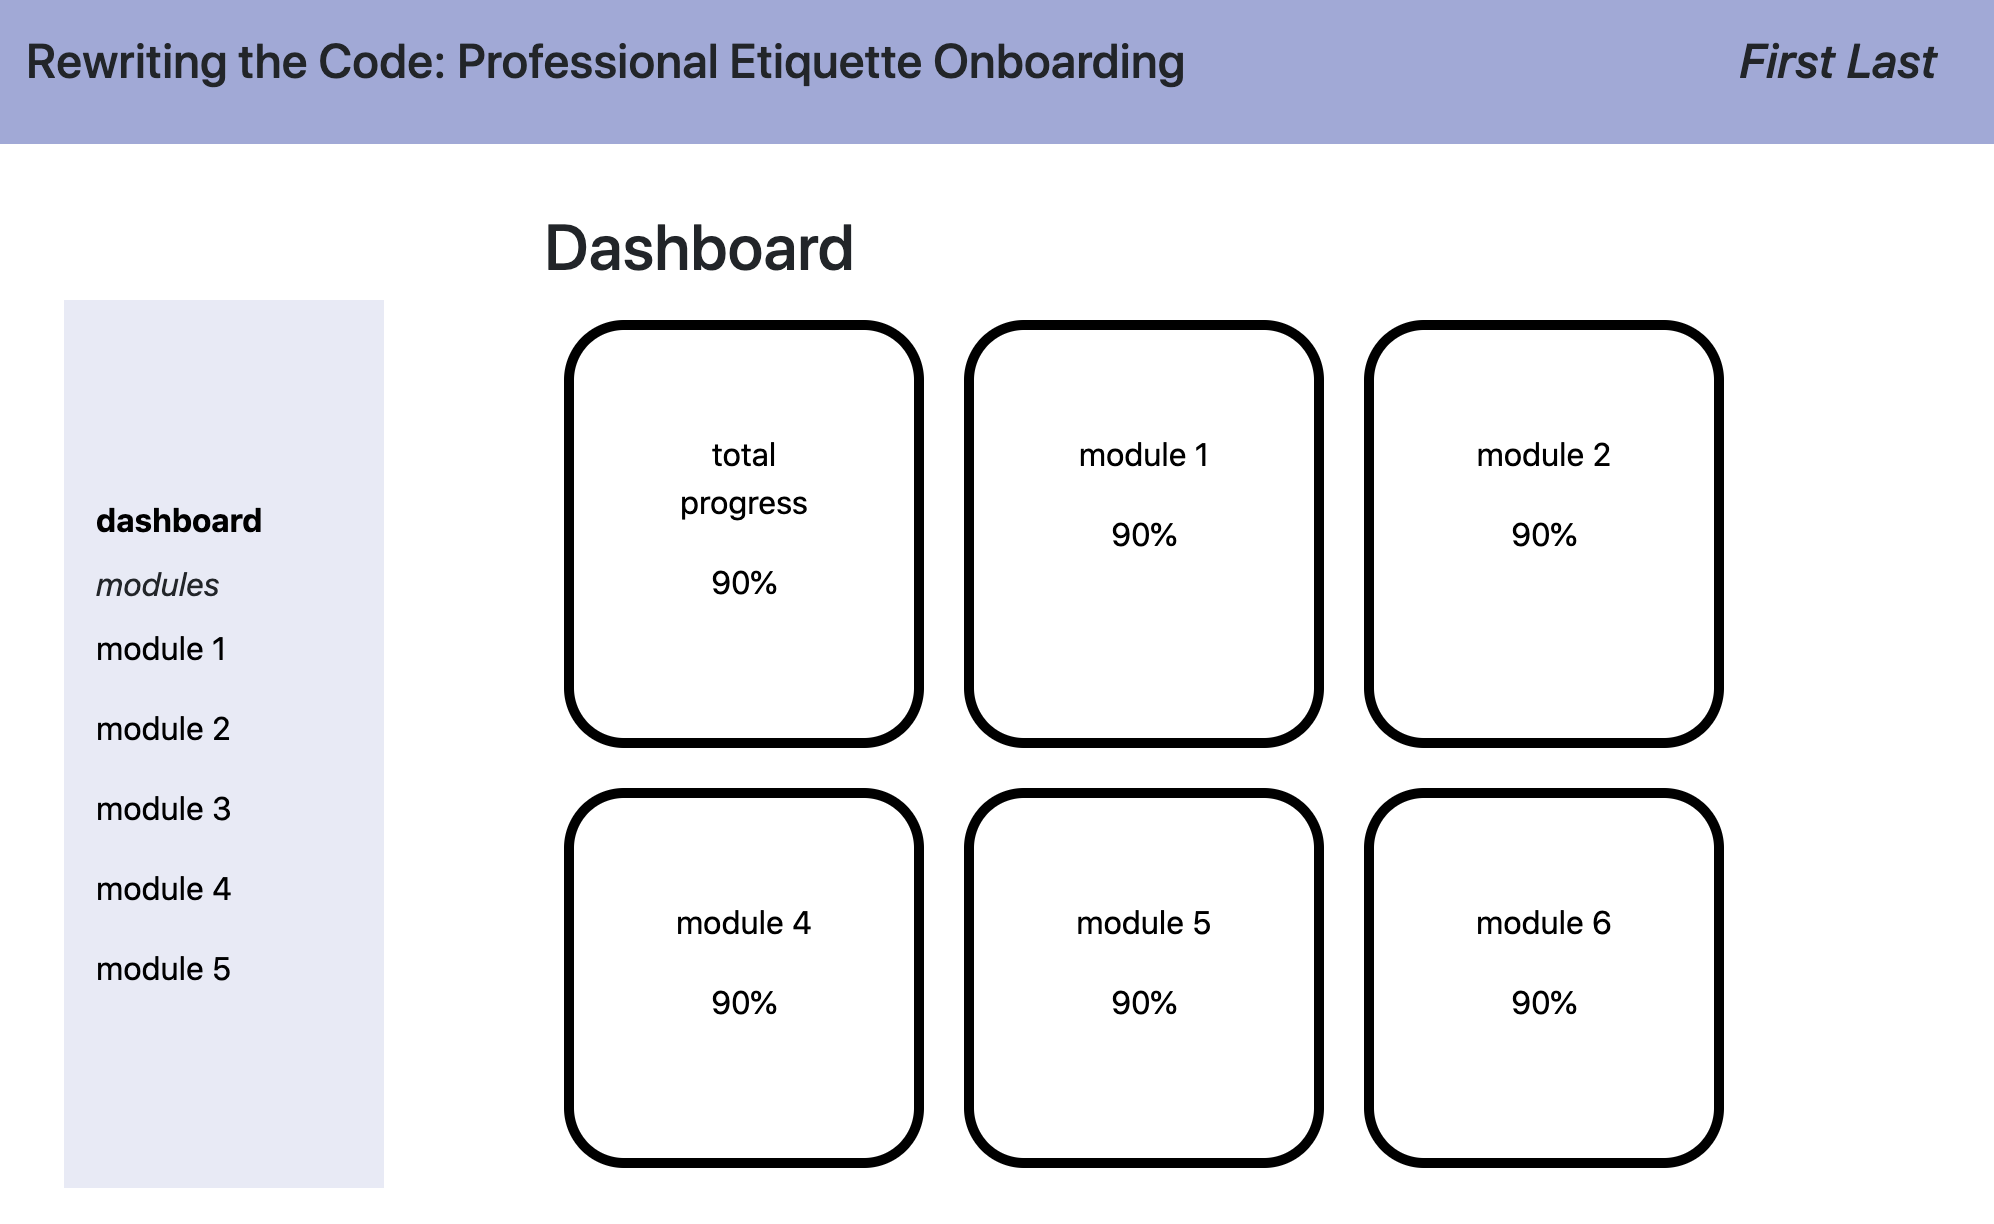 Rewriting the Code: Professional Etiquette Onboarding
First Last
Dashboard
dashboard
modules
module 1
module 2
module 3
module 4
module 5
total
progress
90%
module 1
90%
module 2
90%
module 4
90%
module 5
90%
module 6
90%